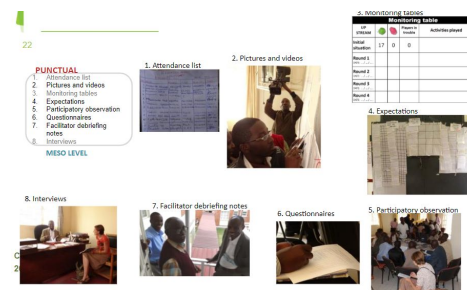 22
PUNCTUAL
1. Attendance list
2. Pictures and videos
3. Monitoring tables
4. Expectations
5. Participatory observation
6. Questionnaires
7. Facilitator debriefing
notes
8. Interviews
MESO LEVEL
1. Attendance list
2. Pictures and videos
3. Monitoring tables
Monitoring table
UP
STREAM
Player in
trouble
Activities played
Initial
situation
17 0 0
Round 1
Round 2
Round 3
Round 4
4. Expectations
8. Interviews
7. Facilitator debriefing notes
6. Questionnaires
5. Participatory observation